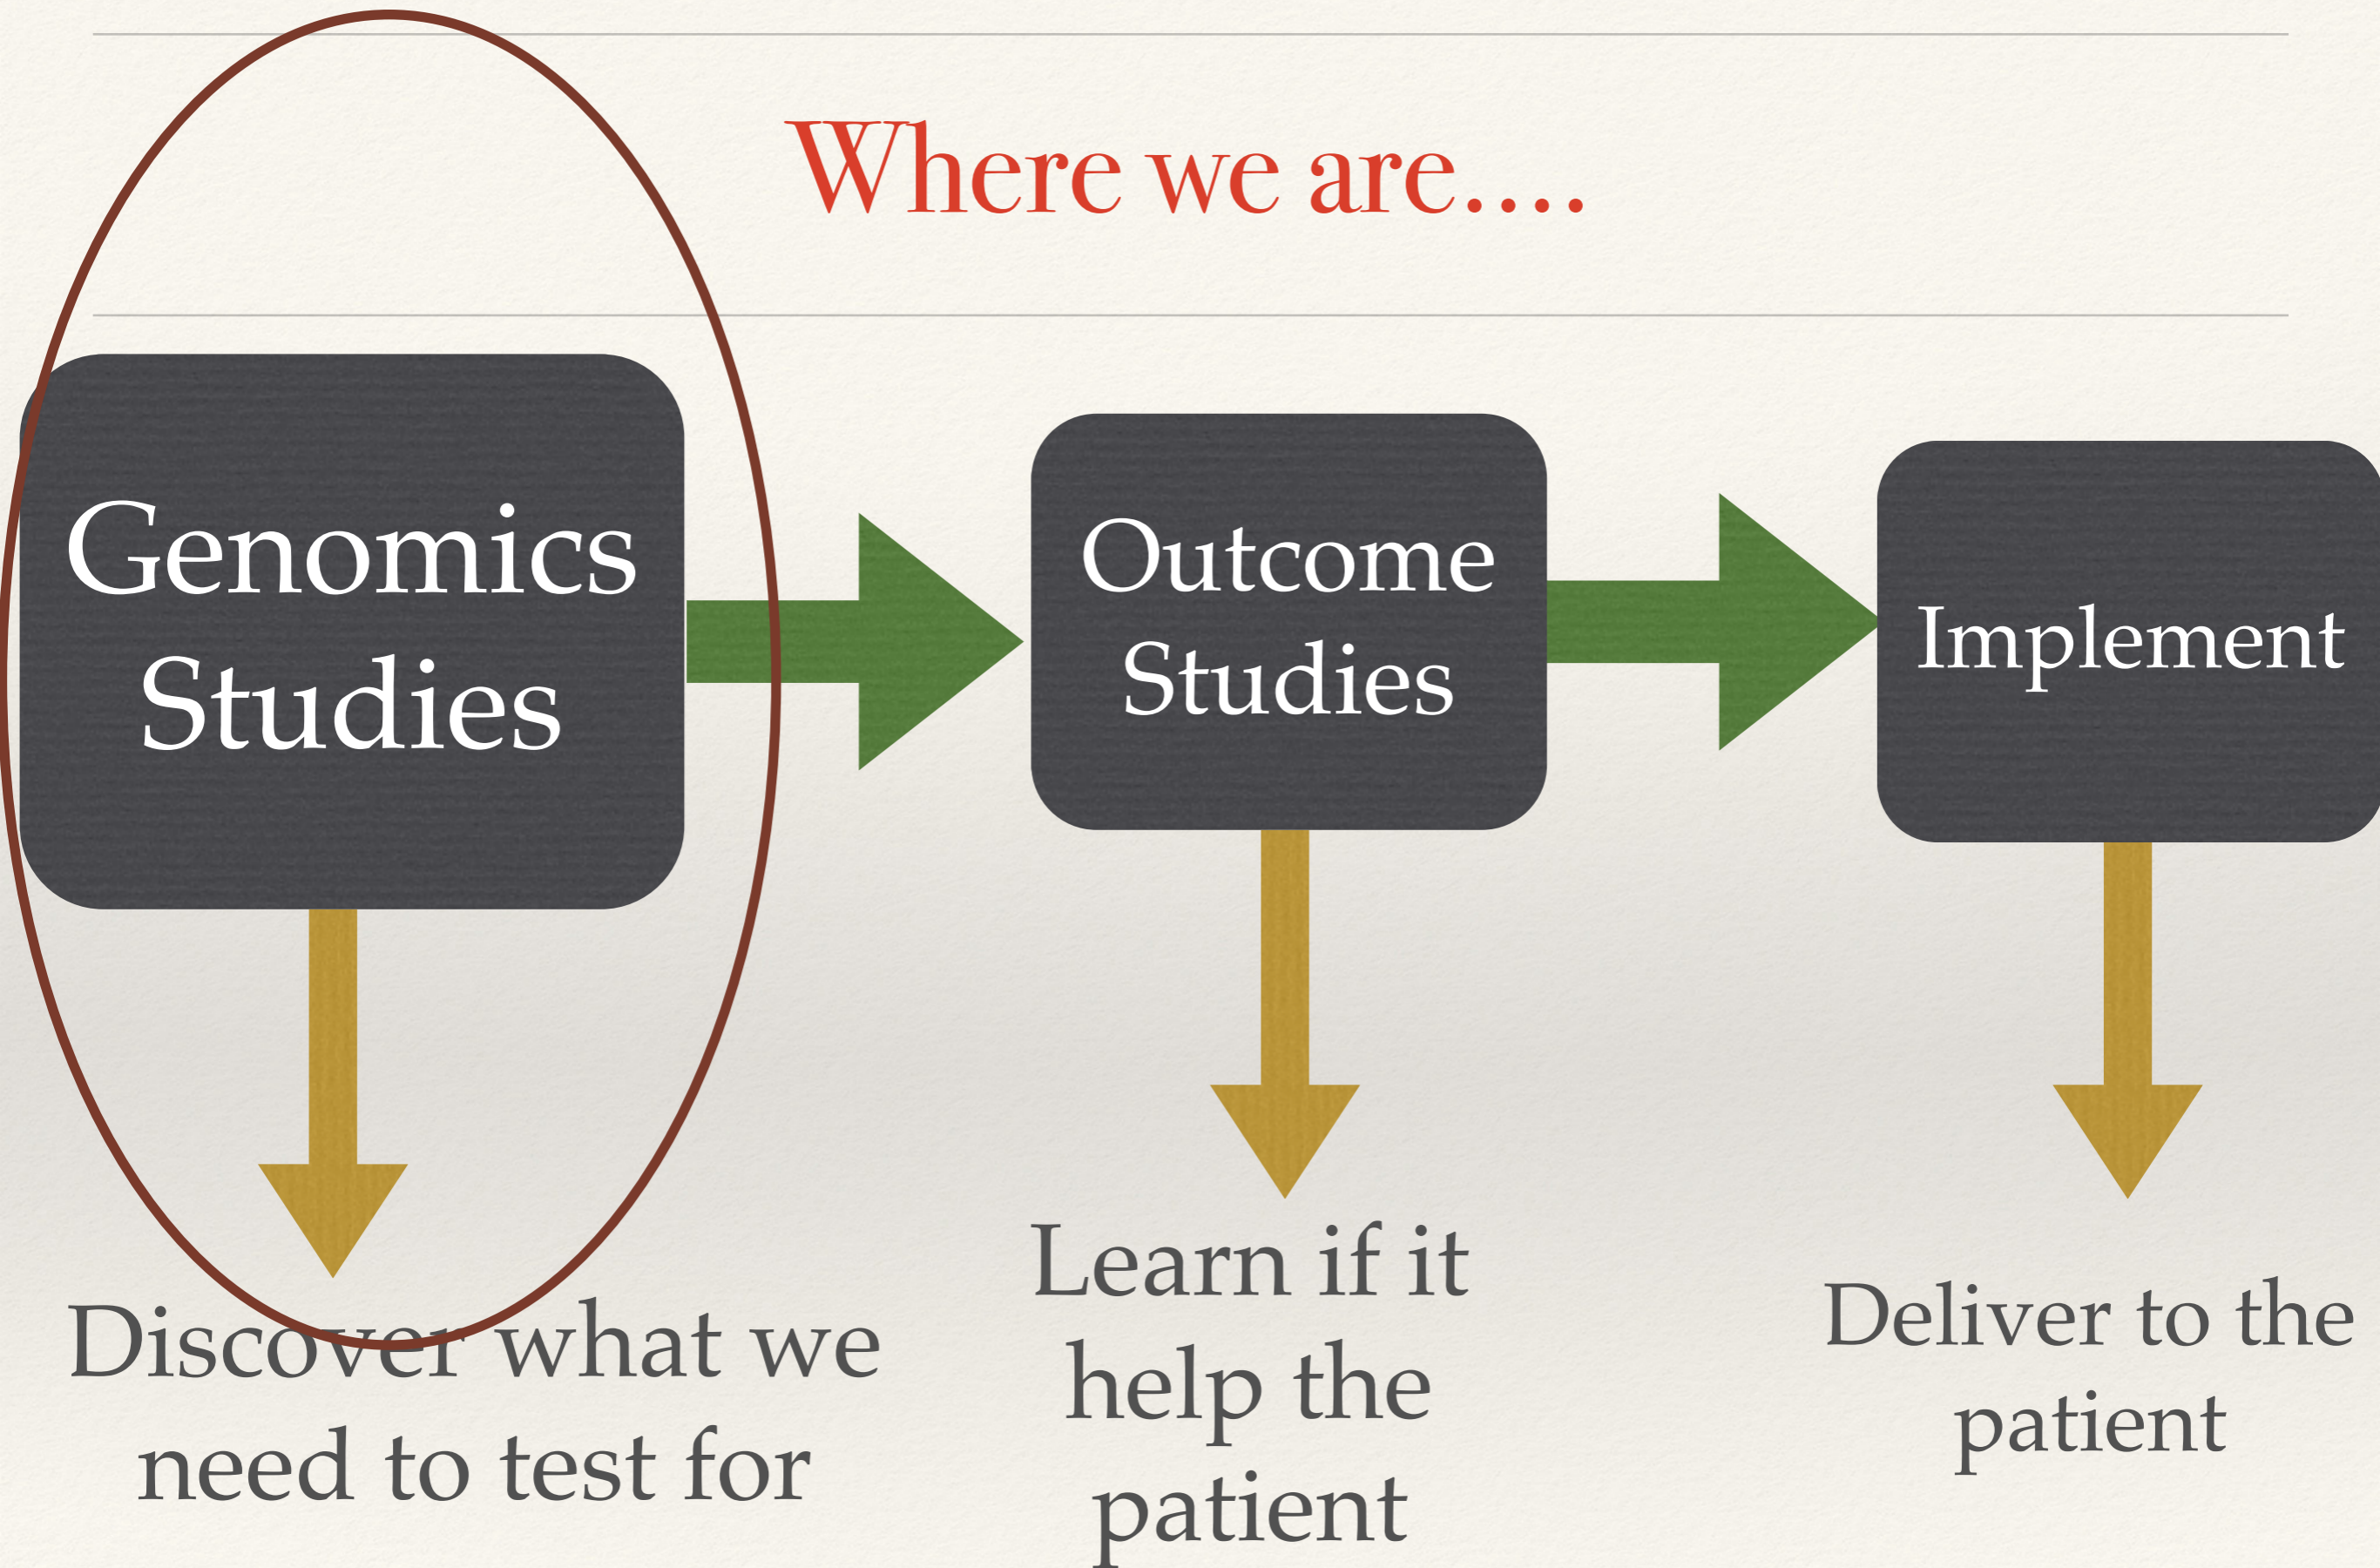 Where we are....
Genomics
Studies
Outcome
Studies
Implement
Discover what we
need to test for
Learn if it
help the
patient
Deliver to the
patient